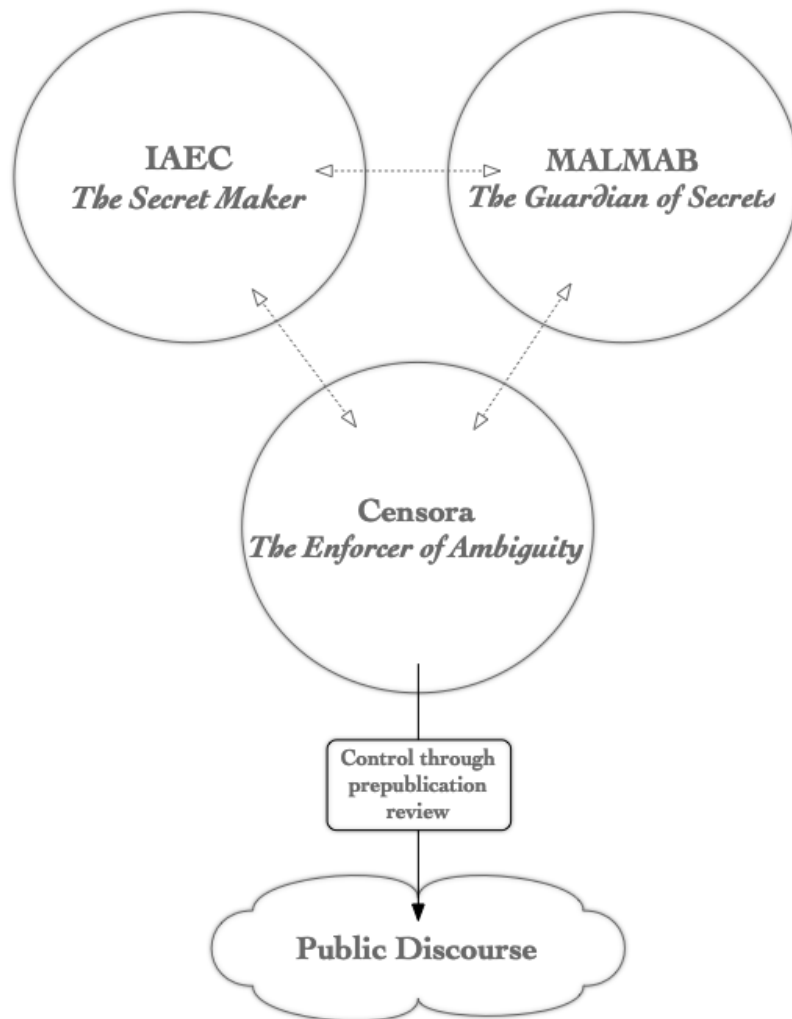 IAEC
The Secret Maker
MALMAB
The Guardian of Secrets
Censora
The Enforcer of Ambiguity
Control through
prepublication
review
Public Discourse